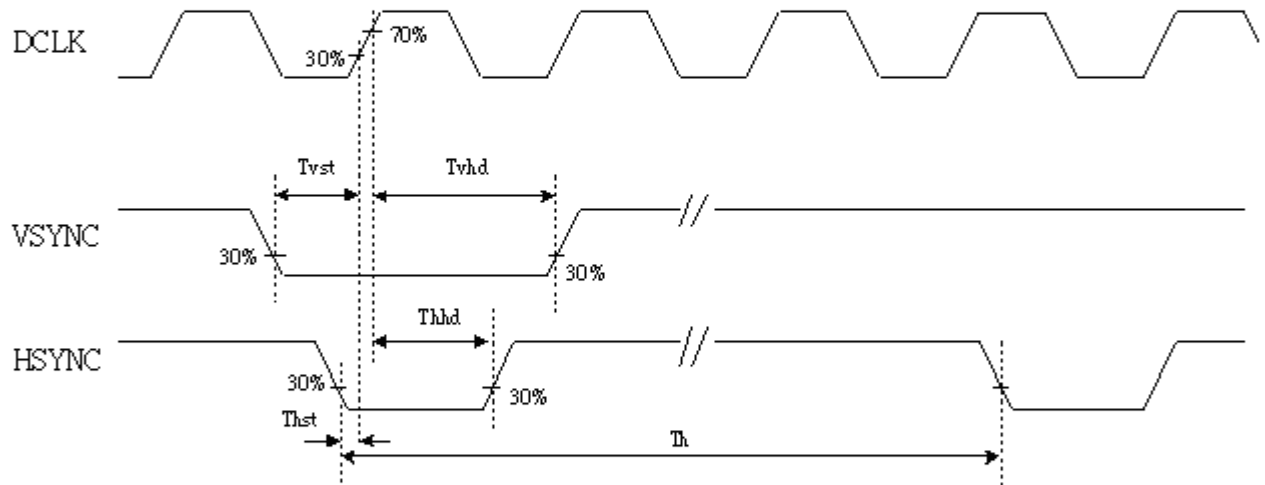 DCLK
70%
30%
Tvst
Tvhd
VSYNC
30%
30%
Thhd
HSYNC
30%
30%
Thst
Th